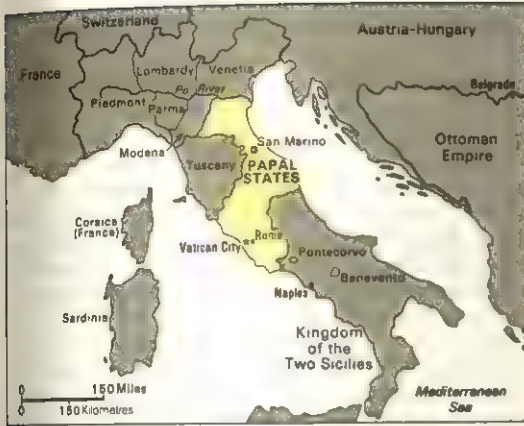 Switzerland
Austria-Hungary
France
Lombardy
Venetia
Po River
Belgrade
Piedmont
Parma
Ottoman
Empire
Modena
San Marino
Tuscany
PAPAL
STATES
Corsica
(France)
Vatican City
Rome
Pontecorvo
Benevento
Naples
Sardinia
Kingdom
of the
Two Sicilies
0 150 Miles
0 150 Kilometres
Mediterranean
Sea